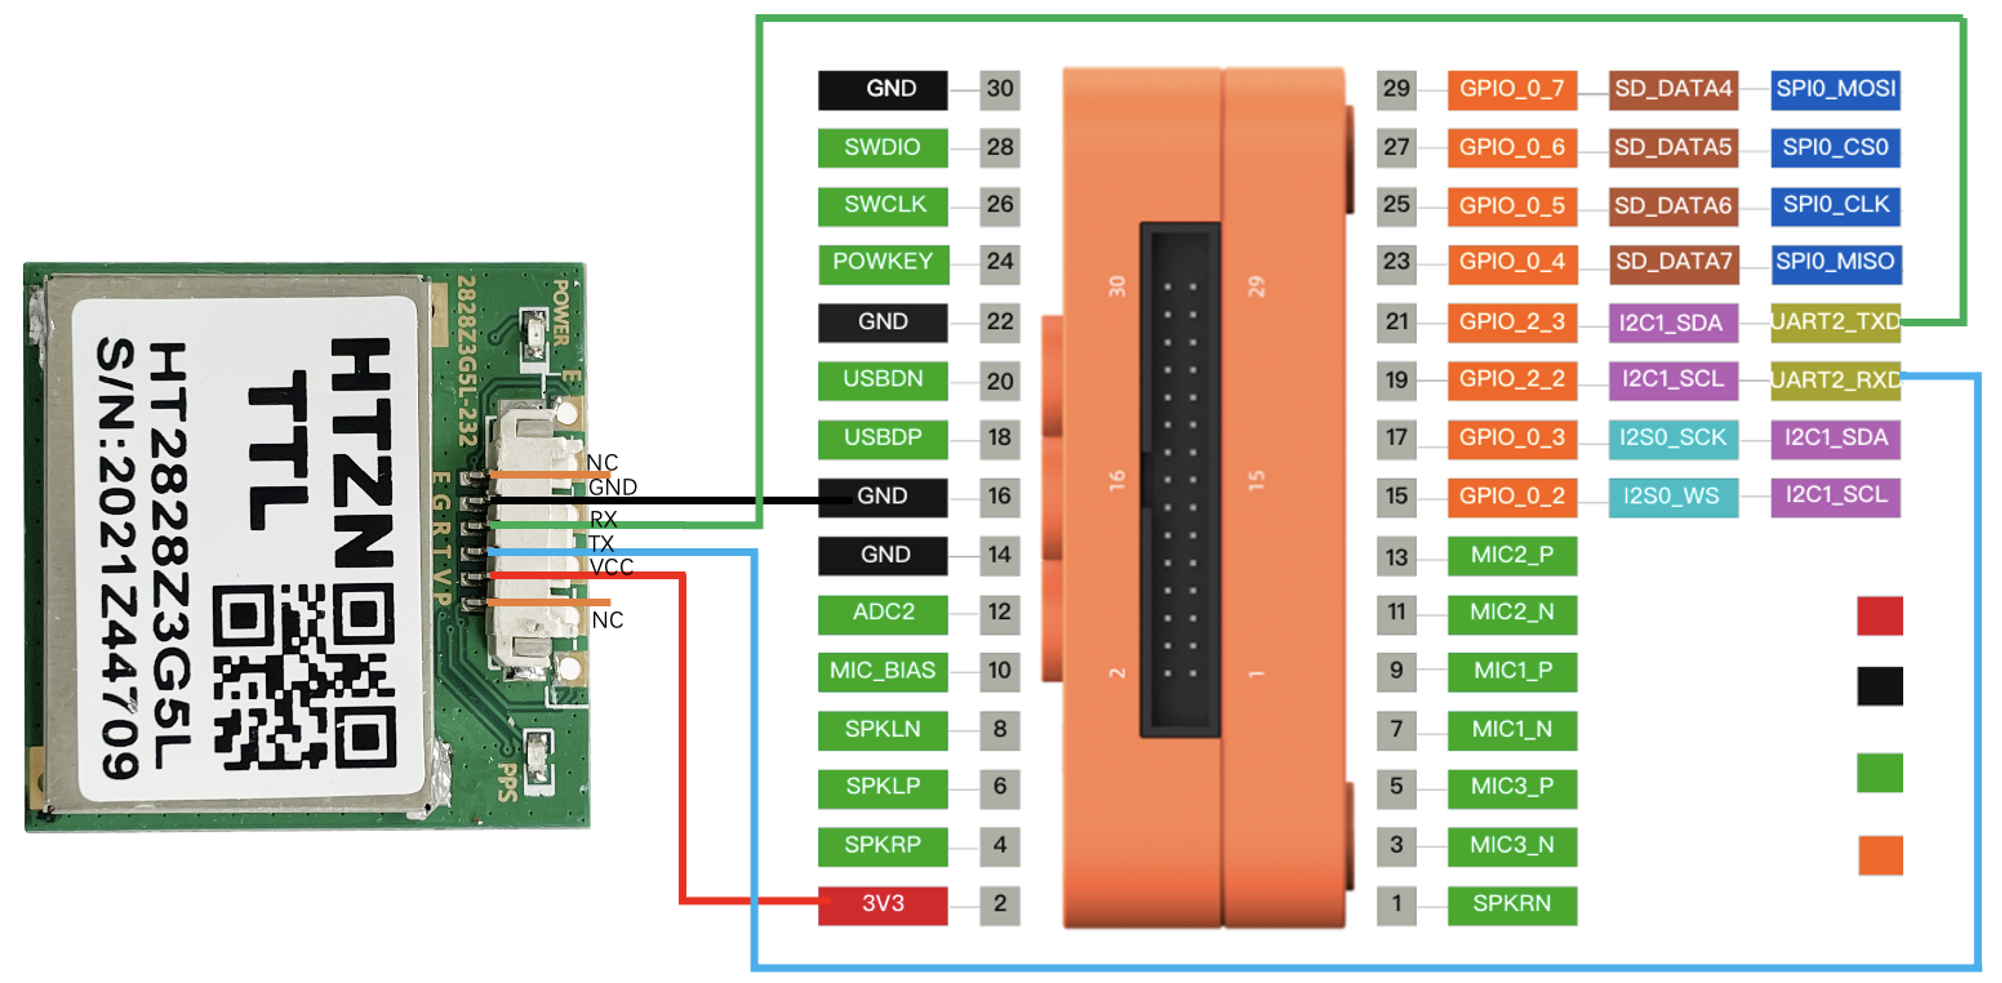 HTZN
TTL
HT2828Z3G5L
S/N:2021Z44709
2828Z3G5L-232
POWER
E
E G R T V P
PPS
NC
GND
RX
TX
VCC
NC
GND 30
SWDIO 28
SWCLK 26
POWKEY 24
GND 22
USBDN 20
USBDP 18
GND 16
GND 14
ADC2 12
MIC_BIAS 10
SPKLN 8
SPKLP 6
SPKRP 4
3V3 2
30 29
16 15
2 1
29 GPIO_0_7 SD_DATA4 SPI0_MOSI
27 GPIO_0_6 SD_DATA5 SPI0_CS0
25 GPIO_0_5 SD_DATA6 SPI0_CLK
23 GPIO_0_4 SD_DATA7 SPI0_MISO
21 GPIO_2_3 I2C1_SDA UART2_TXD
19 GPIO_2_2 I2C1_SCL UART2_RXD
17 GPIO_0_3 I2S0_SCK I2C1_SDA
15 GPIO_0_2 I2S0_WS I2C1_SCL
13 MIC2_P
11 MIC2_N
9 MIC1_P
7 MIC1_N
5 MIC3_P
3 MIC3_N
1 SPKRN